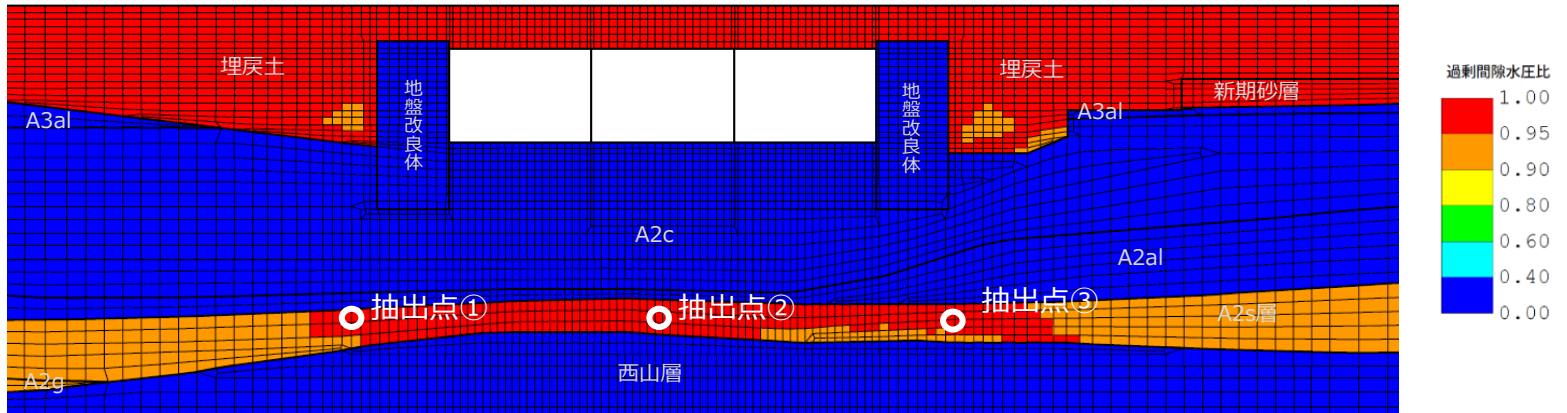 埋戻土
地盤改良体
地盤改良体
埋戻土
新期砂層
A3al
A3al
A2c
A2al
抽出点①
抽出点②
抽出点③
A2s層
西山層
A2g
過剰間隙水圧比
1.00
0.95
0.90
0.80
0.60
0.40
0.00